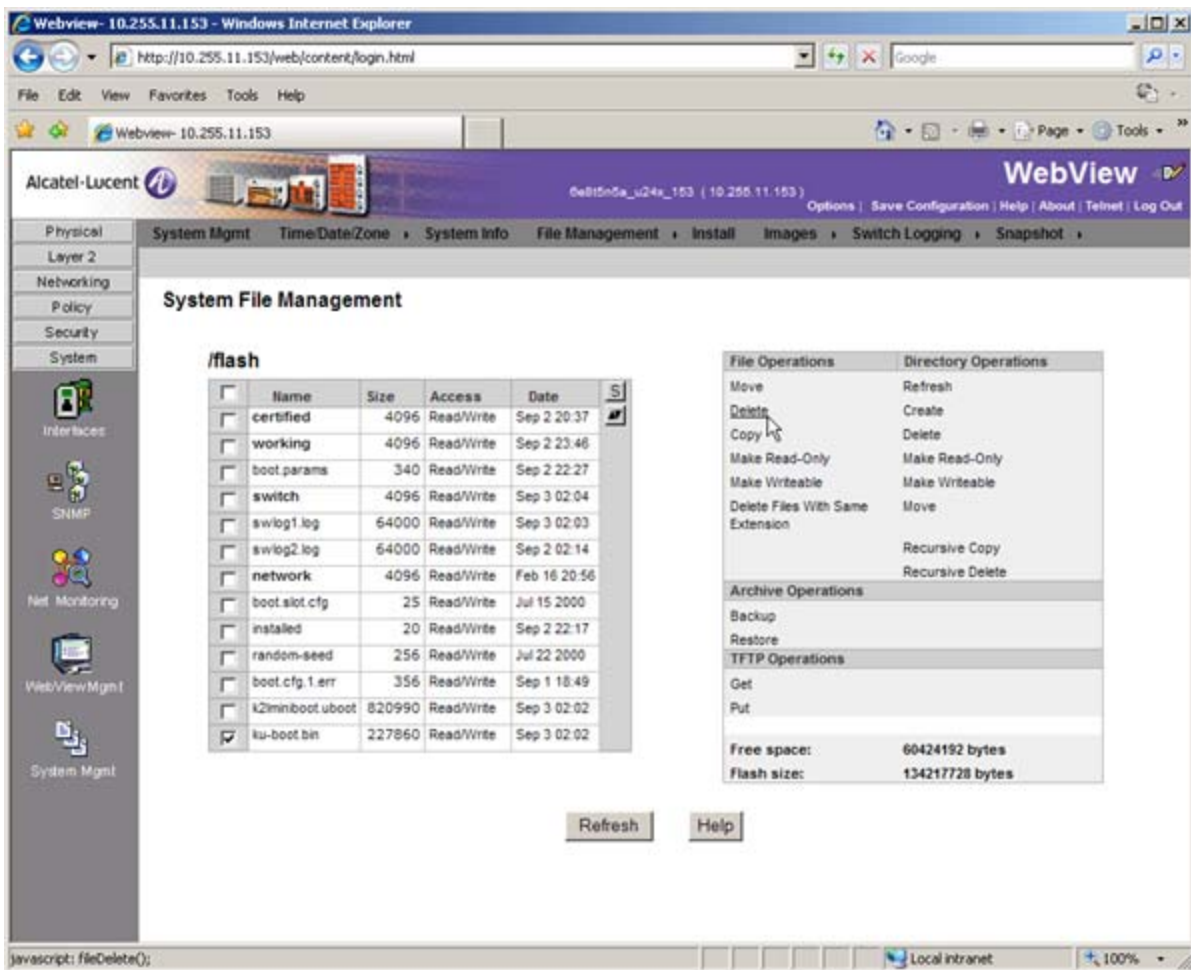 Webview- 10.255.11.153 - Windows Internet Explorer
http://10.255.11.153/web/content/login.html
Google
File Edit View Favorites Tools Help
Webview- 10.255.11.153
Page Tools
Alcatel-Lucent
WebView
( 10.255.11.153 )
Options | Save Configuration | Help | About | Telnet | Log Out
Physical
Layer 2
Networking
Policy
Security
System
Interfaces
SNMP
Net Monitoring
WebViewMgmt
System Mgmt
System Mgmt Time/Date/Zone System Info File Management Install Images Switch Logging Snapshot
System File Management
/flash
Name Size Access Date S
certified 4096 Read/Write Sep 2 20:37
working 4096 Read/Write Sep 2 23:46
boot.params 340 Read/Write Sep 2 22:27
switch 4096 Read/Write Sep 3 02:04
swlog1.log 64000 Read/Write Sep 3 02:03
swlog2.log 64000 Read/Write Sep 2 02:14
network 4096 Read/Write Feb 16 20:56
boot.slot.cfg 25 Read/Write Jul 15 2000
installed 20 Read/Write Sep 2 22:17
random-seed 256 Read/Write Jul 22 2000
boot.cfg.1.err 356 Read/Write Sep 1 18:49
k2lminiboot.uboot 820990 Read/Write Sep 3 02:02
ku-boot.bin 227860 Read/Write Sep 3 02:02
File Operations Directory Operations
Move Refresh
Delete Create
Copy Delete
Make Read-Only Make Read-Only
Make Writeable Make Writeable
Delete Files With Same Move
Extension
Recursive Copy
Recursive Delete
Archive Operations
Backup
Restore
TFTP Operations
Get
Put
Free space: 60424192 bytes
Flash size: 134217728 bytes
Refresh Help
javascript: fileDelete();
Local intranet
100%